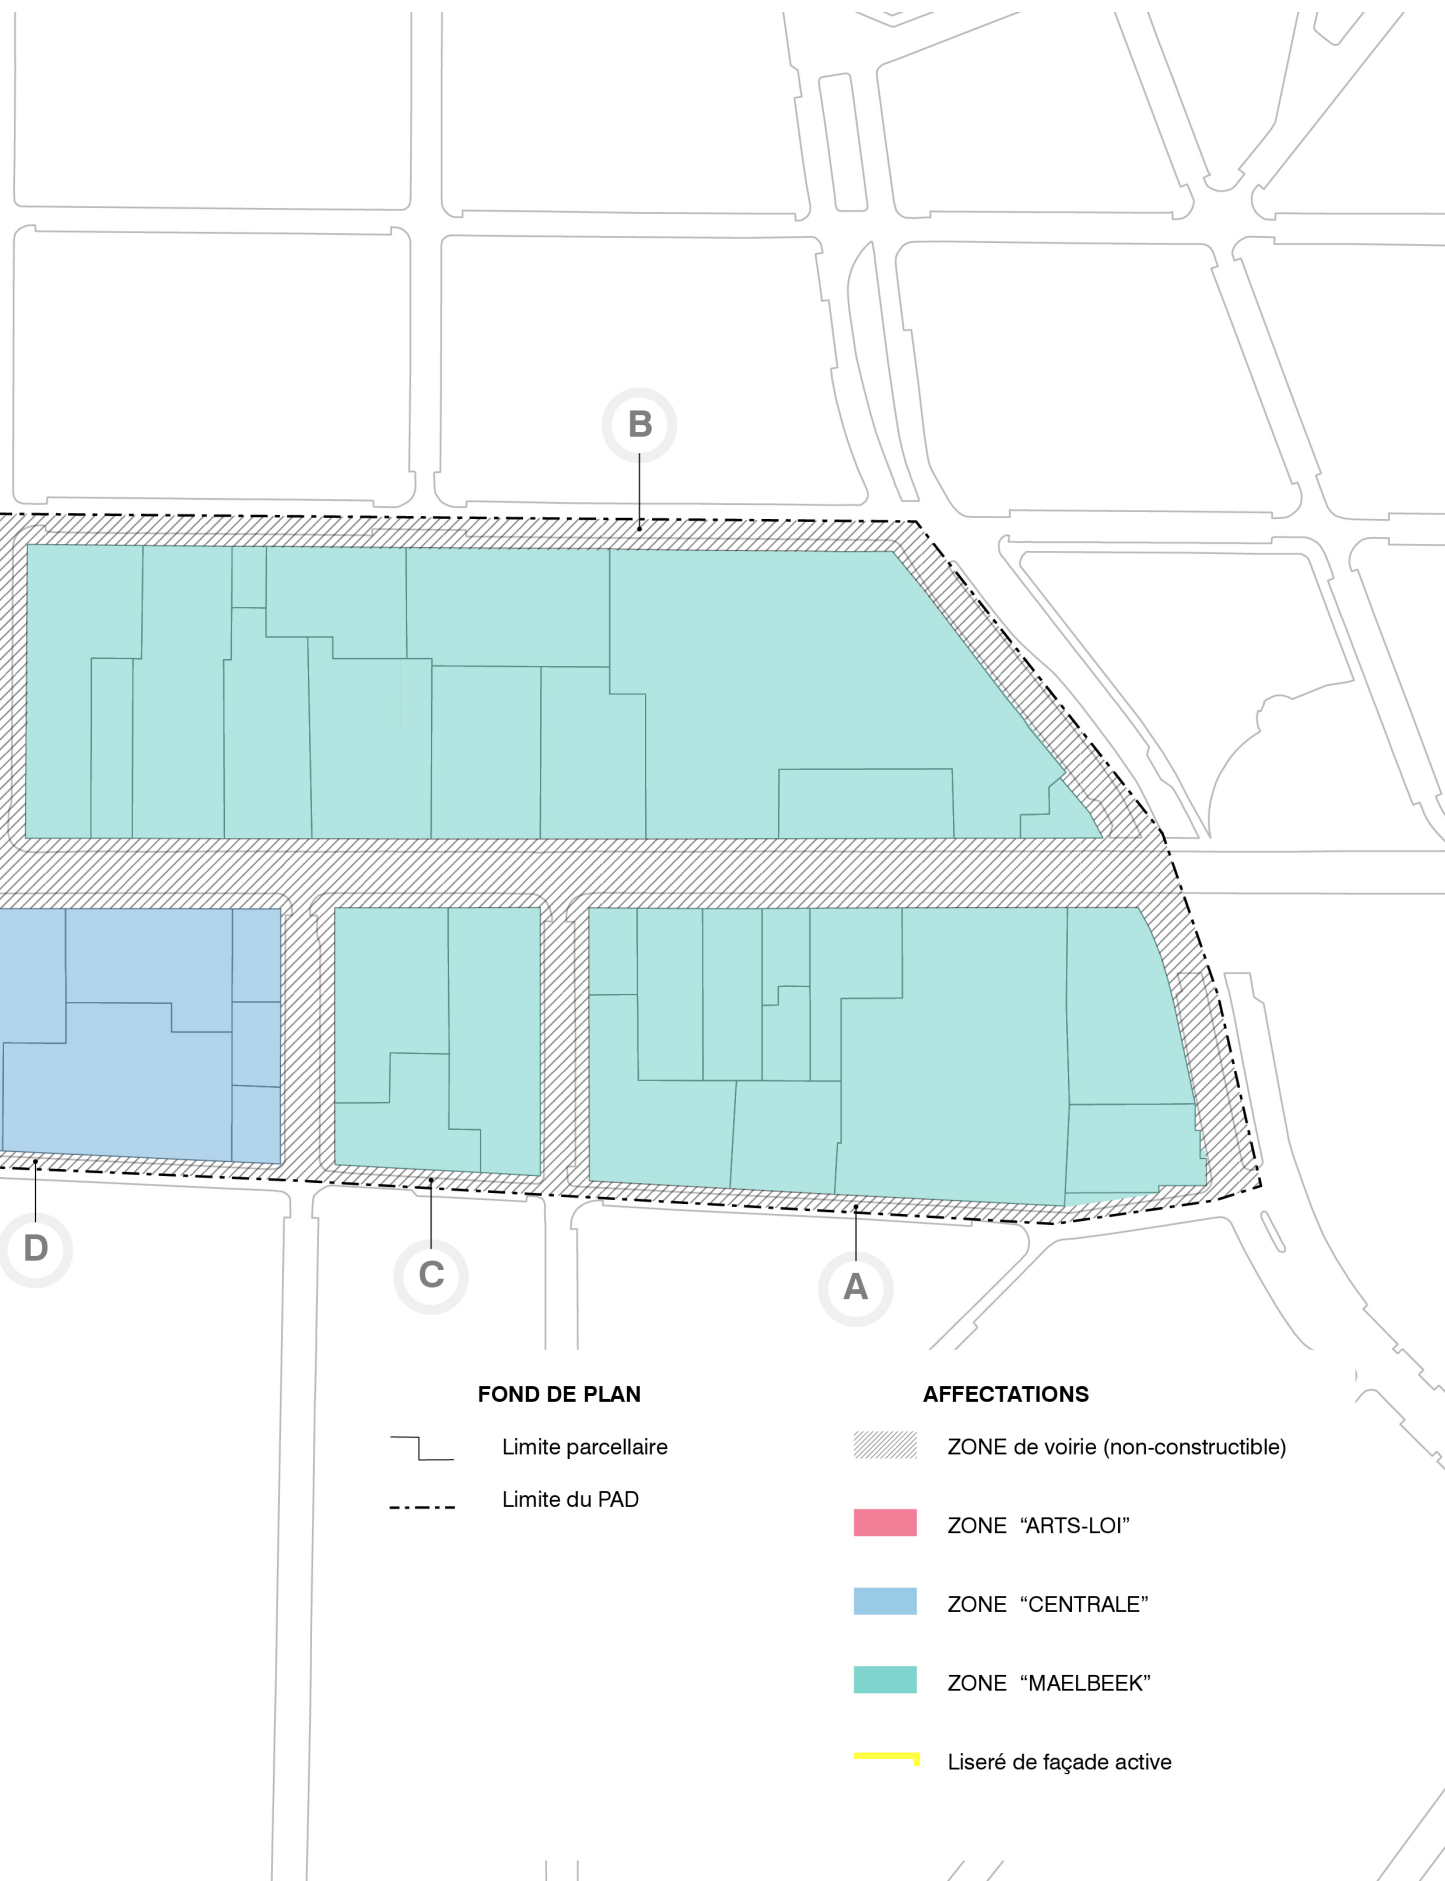 B
D
C
A
FOND DE PLAN
Limite parcellaire
Limite du PAD
AFFECTATIONS
ZONE de voirie (non-constructible)
ZONE “ARTS-LOI”
ZONE “CENTRALE”
ZONE “MAELBEEK”
Liseré de façade active